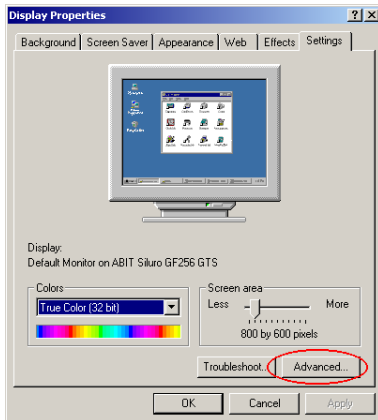 Display Properties
Background Screen Saver Appearance Web Effects Settings
Display:
Default Monitor on ABIT Siluro GF256 GTS
Colors
True Color (32 bit)
Screen area
Less
More
800 by 600 pixels
Troubleshoot...
Advanced...
OK
Cancel
Apply